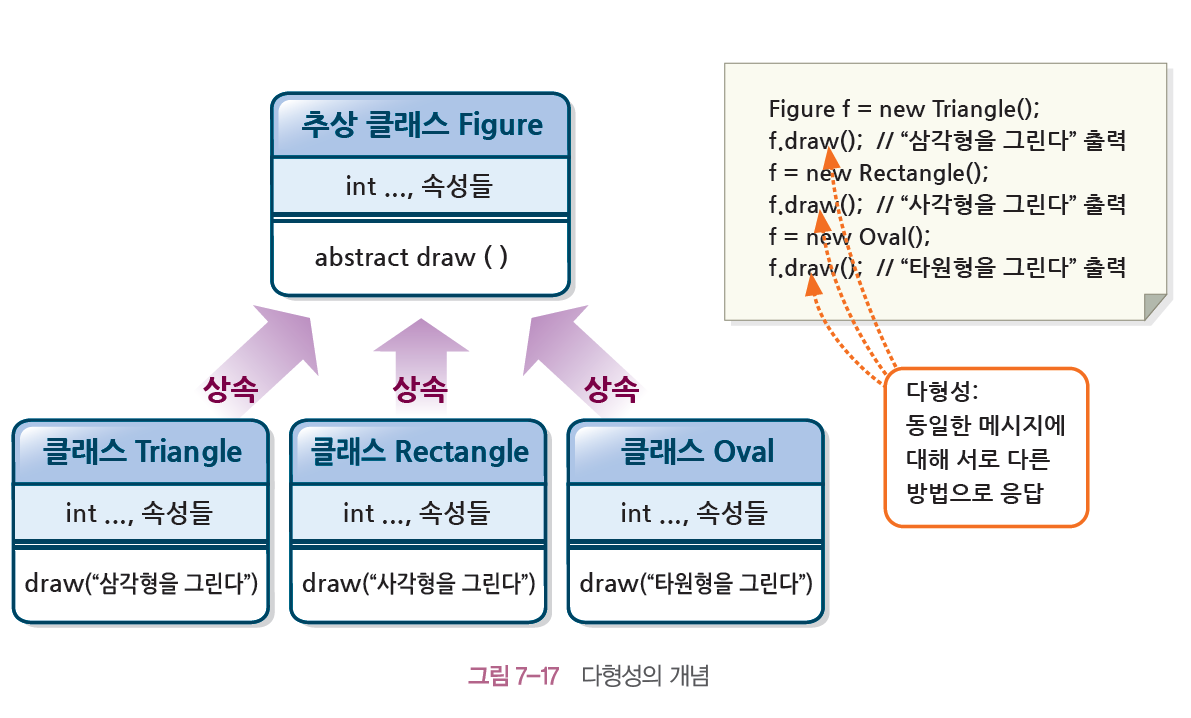 추상 클래스 Figure
int ..., 속성들
abstract draw ( )
Figure f = new Triangle();
f.draw(); // “삼각형을 그린다” 출력
f = new Rectangle();
f.draw(); // “사각형을 그린다” 출력
f = new Oval();
f.draw(); // “타원형을 그린다” 출력
상속
상속
상속
다형성:
동일한 메시지에
대해 서로 다른
방법으로 응답
클래스 Triangle
int ..., 속성들
draw(“삼각형을 그린다”)
클래스 Rectangle
int ..., 속성들
draw(“사각형을 그린다”)
클래스 Oval
int ..., 속성들
draw(“타원형을 그린다”)
그림 7–17 다형성의 개념